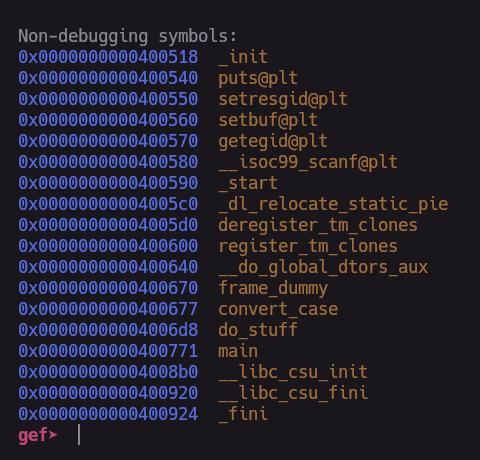 Non-debugging symbols:
0x0000000000400518  _init
0x0000000000400540  puts@plt
0x0000000000400550  setresgid@plt
0x0000000000400560  setbuf@plt
0x0000000000400570  getegid@plt
0x0000000000400580  __isoc99_scanf@plt
0x0000000000400590  _start
0x00000000004005c0  _dl_relocate_static_pie
0x00000000004005d0  deregister_tm_clones
0x0000000000400600  register_tm_clones
0x0000000000400640  __do_global_dtors_aux
0x0000000000400670  frame_dummy
0x0000000000400677  convert_case
0x00000000004006d8  do_stuff
0x0000000000400771  main
0x00000000004008b0  __libc_csu_init
0x0000000000400920  __libc_csu_fini
0x0000000000400924  _fini
gef➤